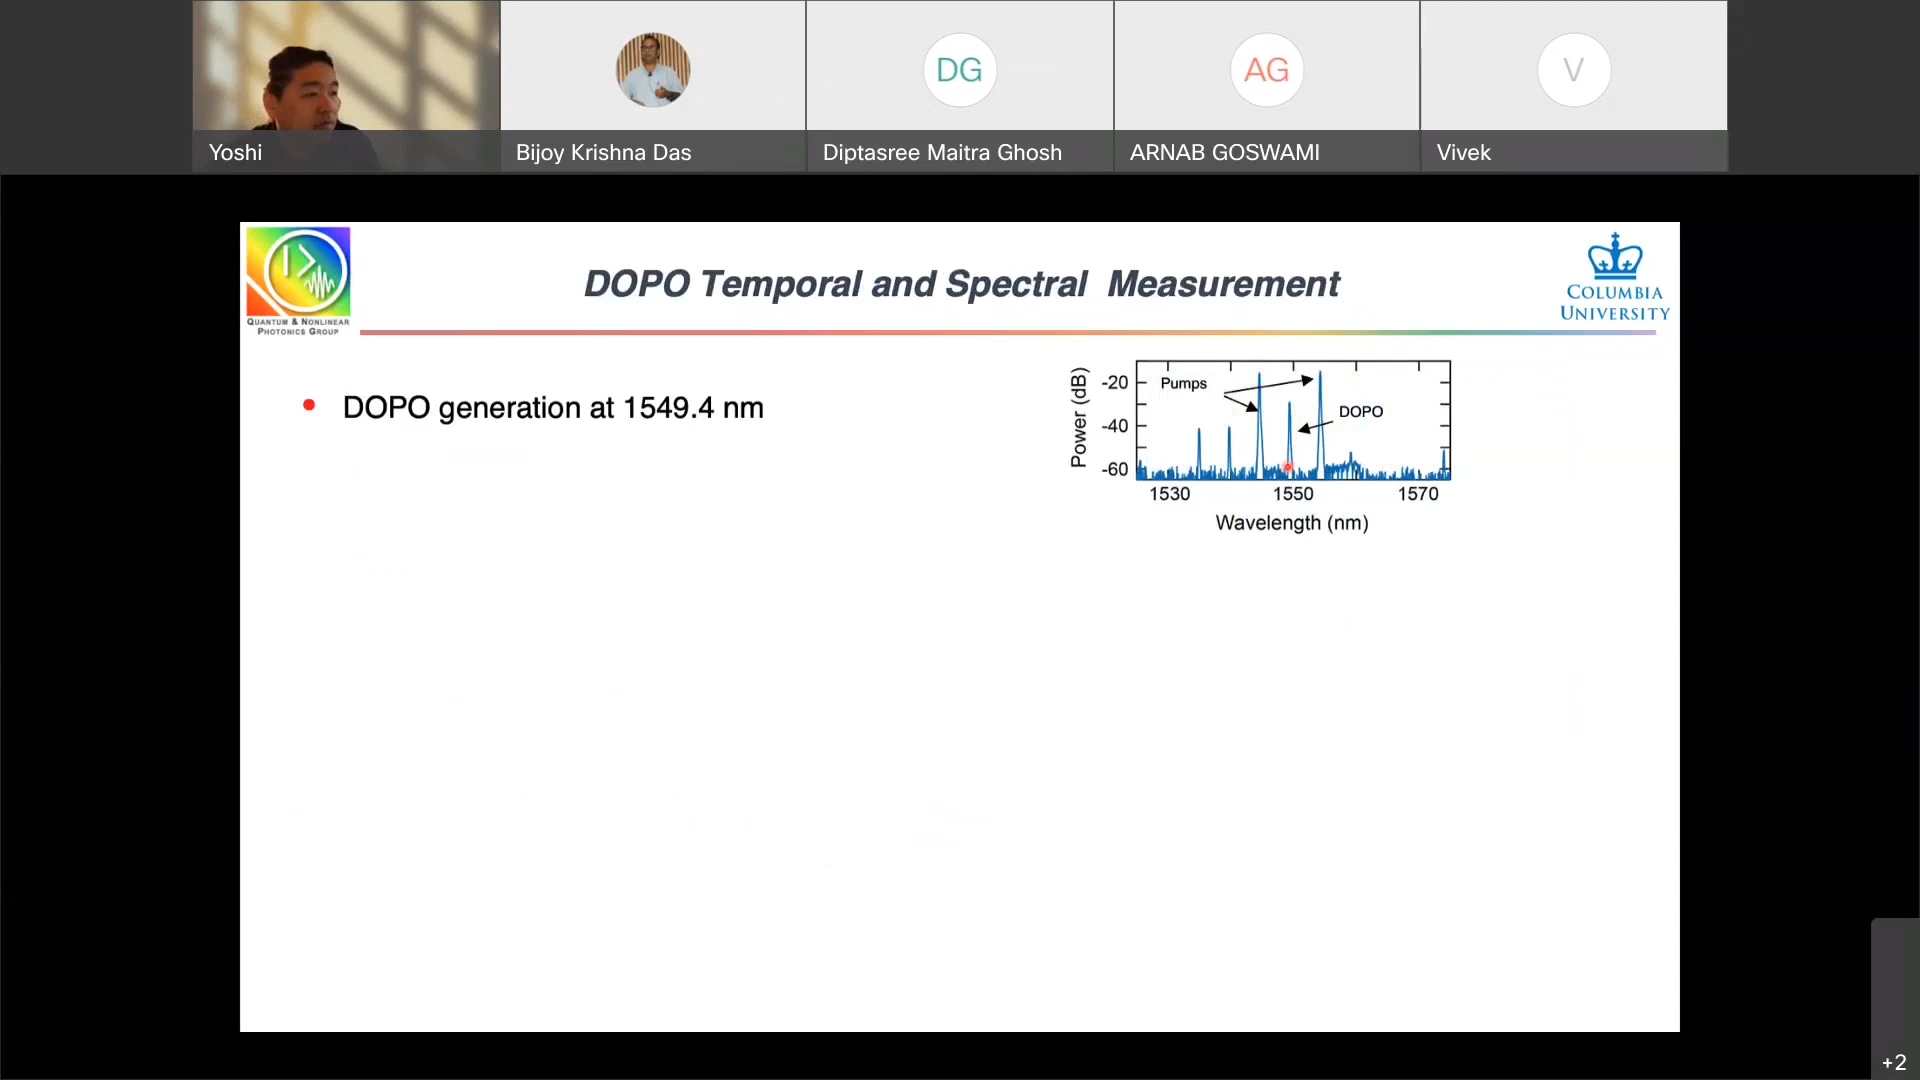 DG
AG
V
Yoshi
Bijoy Krishna Das
Diptasree Maitra Ghosh
ARNAB GOSWAMI
Vivek
QUANTUM & NONLINEAR
PHOTONICS GROUP
DOPO Temporal and Spectral Measurement
COLUMBIA
UNIVERSITY
• DOPO generation at 1549.4 nm
Power (dB)
-20
-40
-60
Pumps
DOPO
1530 1550 1570
Wavelength (nm)
+2